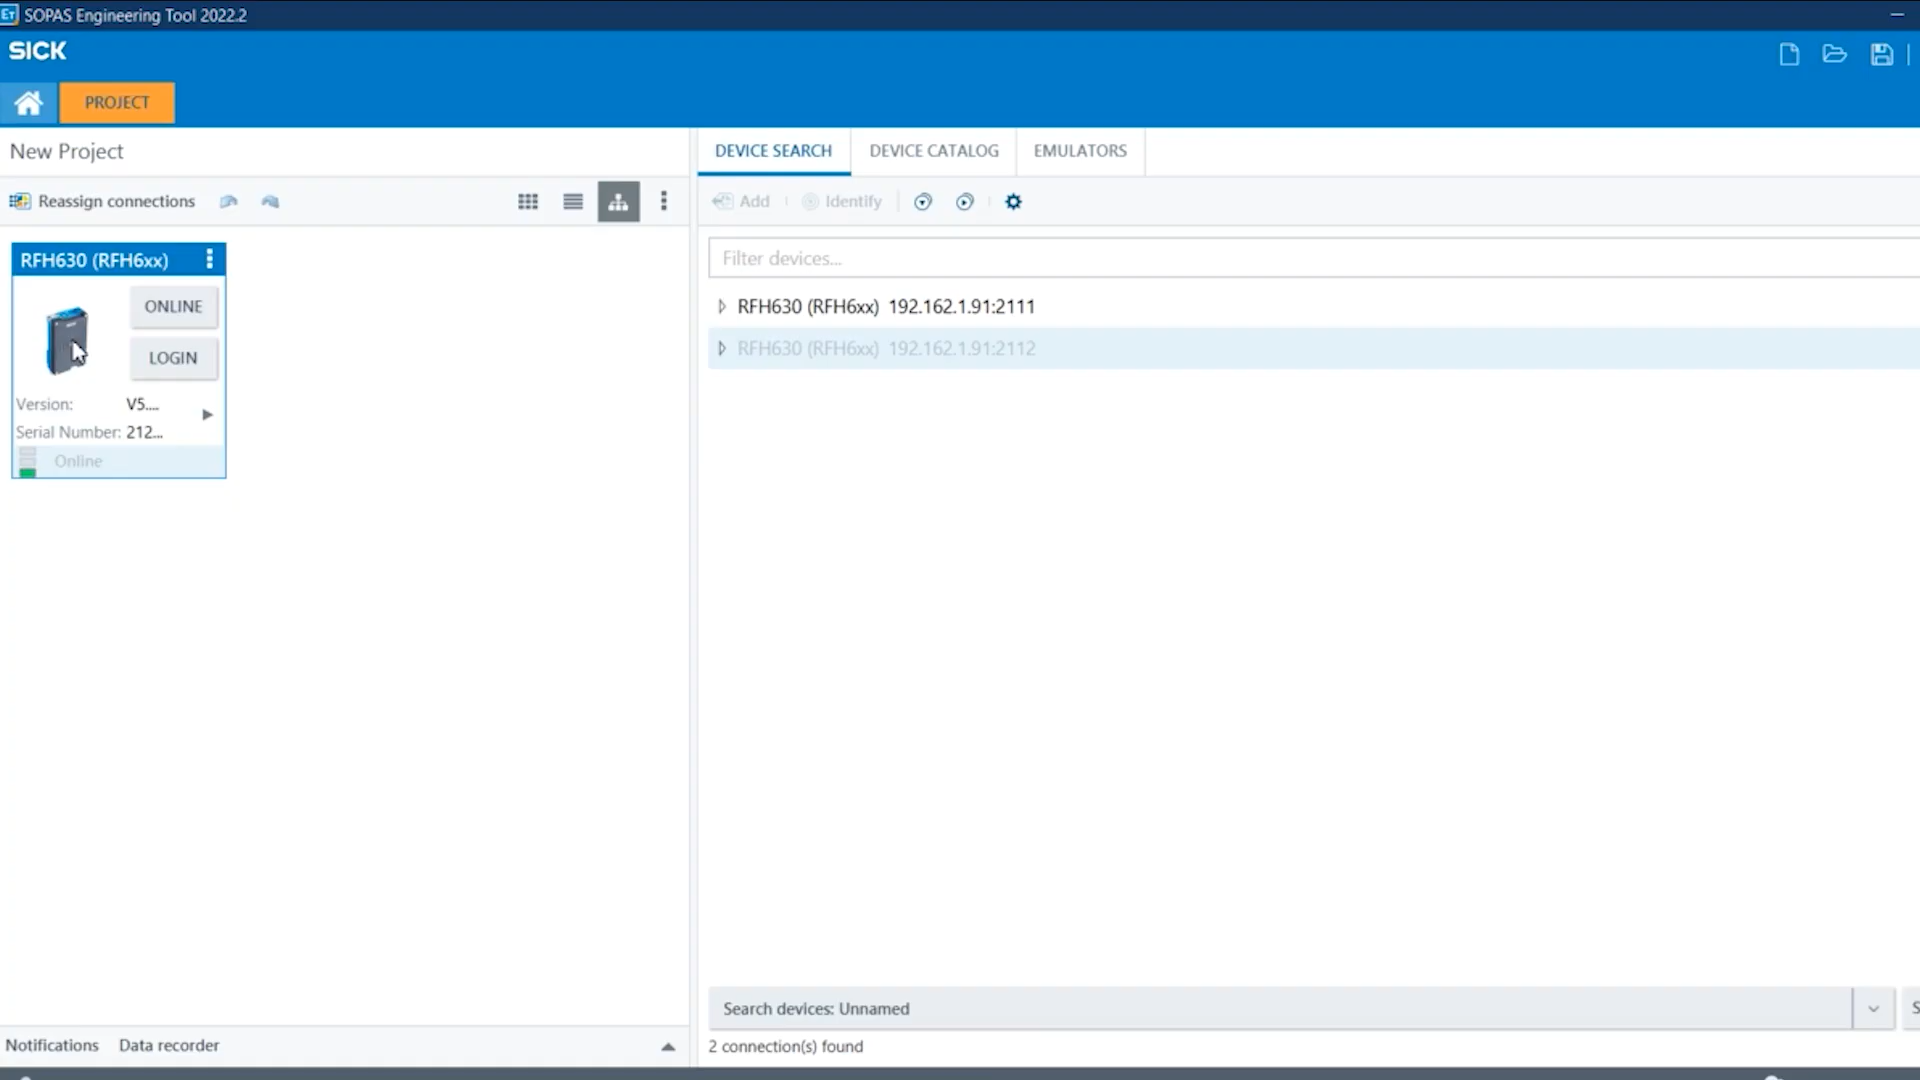 ET SOPAS Engineering Tool 2022.2
SICK
PROJECT
New Project
Reassign connections
RFH630 (RFH6xx)
ONLINE
LOGIN
Version: V5....
Serial Number: 212...
Online
Notifications Data recorder
DEVICE SEARCH DEVICE CATALOG EMULATORS
Add Identify
Filter devices...
RFH630 (RFH6xx) 192.162.1.91:2111
RFH630 (RFH6xx) 192.162.1.91:2112
Search devices: Unnamed
2 connection(s) found